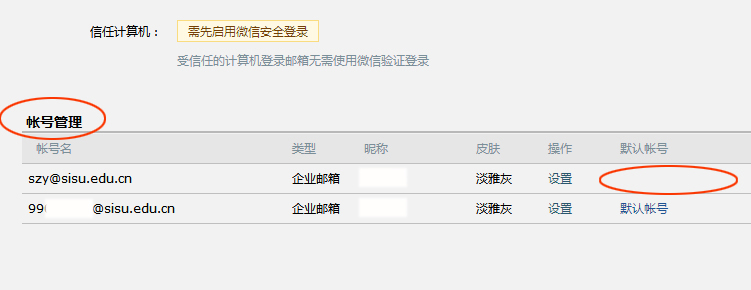 信任计算机： 需先启用微信安全登录
受信任的计算机登录邮箱无需使用微信验证登录
帐号管理
帐号名 类型 昵称 皮肤 操作 默认帐号
szy@sisu.edu.cn 企业邮箱 淡雅灰 设置
99 @sisu.edu.cn 企业邮箱 淡雅灰 设置 默认帐号